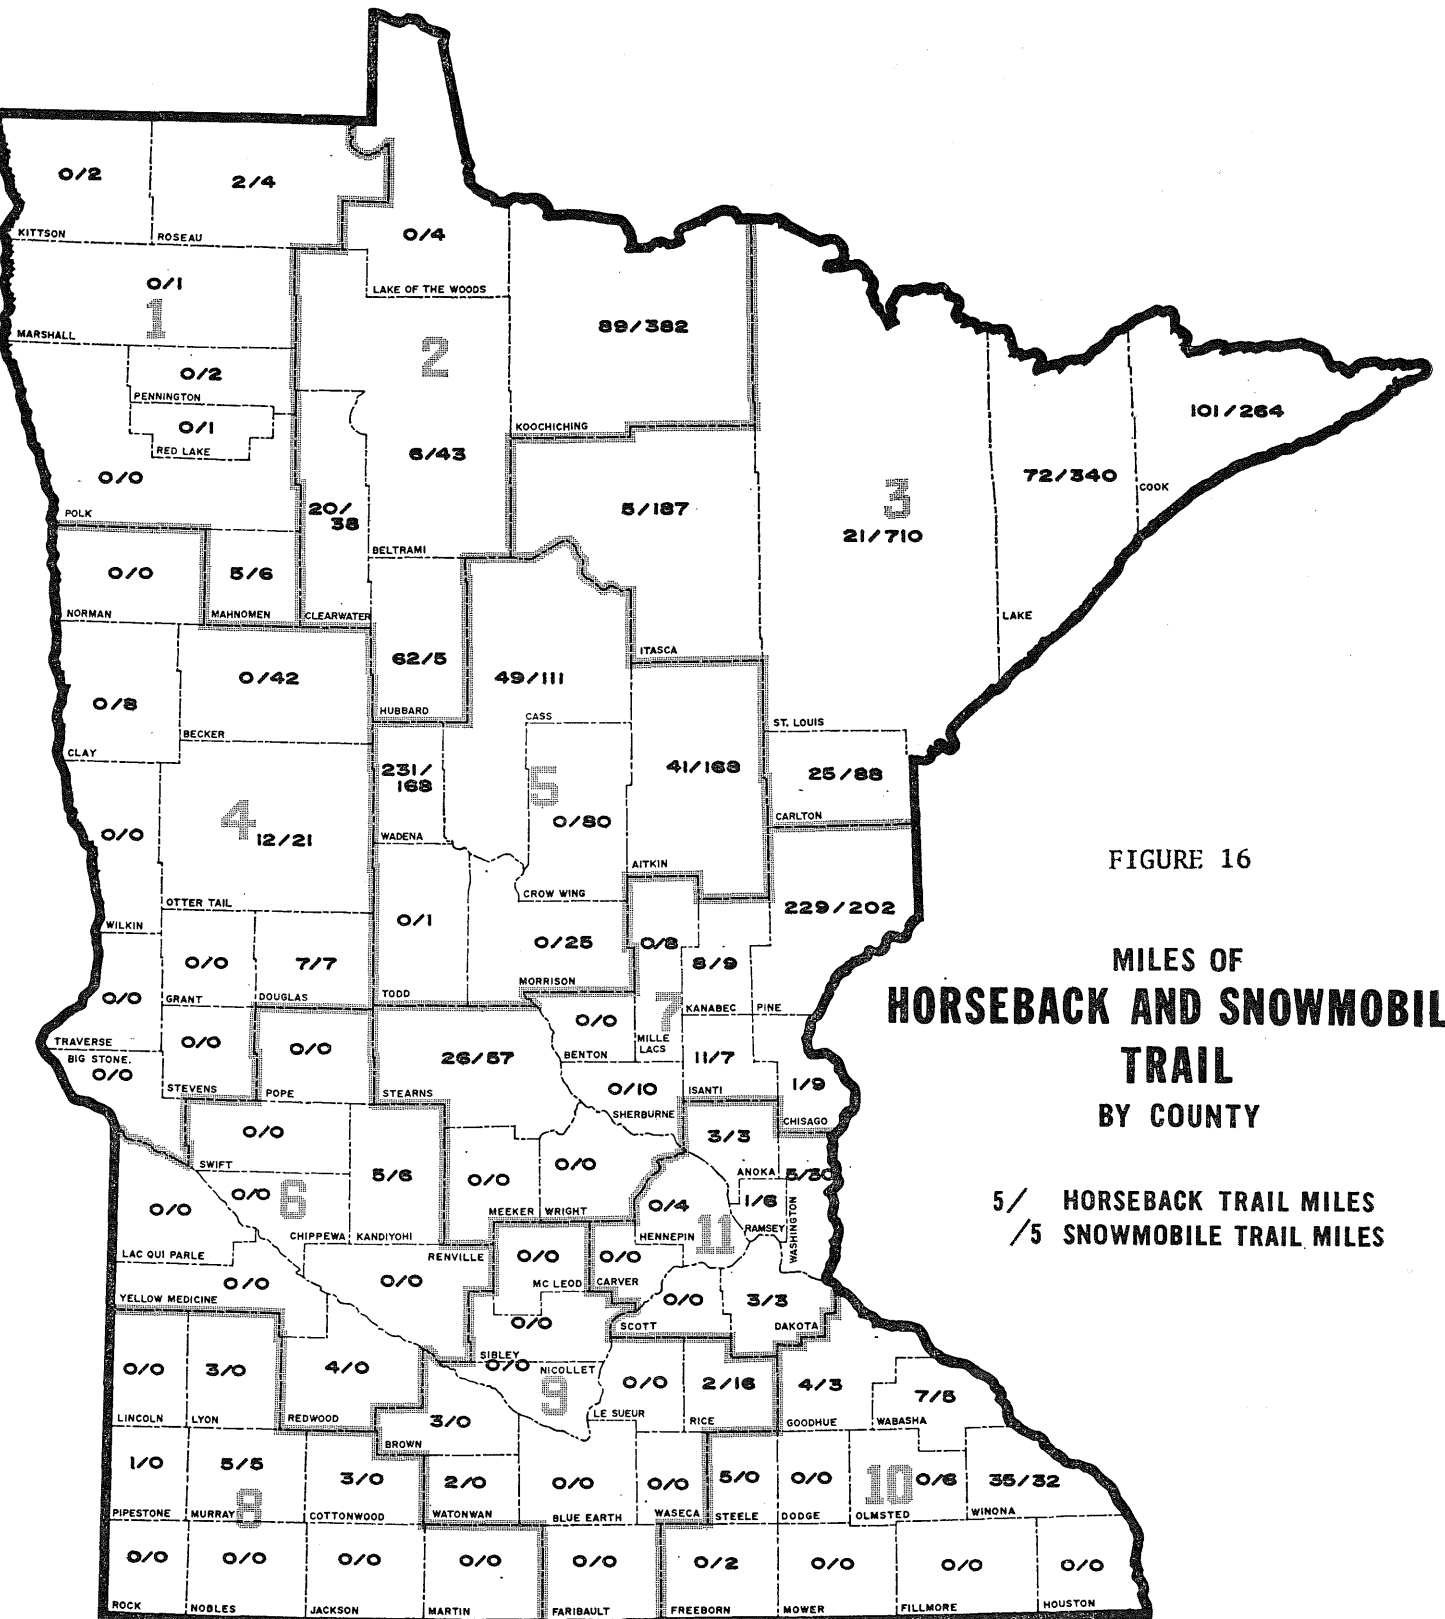 0/2
KITTSON
2/4
ROSEAU
0/4
LAKE OF THE WOODS
0/1
1
MARSHALL
89/382
KOOCHICHING
2
0/2
PENNINGTON
0/1
RED LAKE
0/0
POLK
6/43
BELTRAMI
20/
38
CLEARWATER
5/187
ITASCA
3
21/710
ST. LOUIS
72/340
LAKE
101/264
COOK
0/0
NORMAN
5/6
MAHNOMEN
62/5
HUBBARD
49/111
CASS
0/42
BECKER
0/8
CLAY
231/
168
WADENA
5
0/80
CROW WING
41/168
AITKIN
25/88
CARLTON
4
12/21
OTTER TAIL
0/0
WILKIN
0/1
TODD
0/25
MORRISON
229/202
PINE
0/8
MILLE
LACS
7
8/9
KANABEC
0/0
GRANT
7/7
DOUGLAS
0/0
TRAVERSE
0/0
STEVENS
0/0
POPE
BIG STONE.
0/0
26/57
STEARNS
0/0
BENTON
0/10
SHERBURNE
11/7
ISANTI
1/9
CHISAGO
0/0
SWIFT
5/6
KANDIYOHI
0/0
CHIPPEWA
6
0/0
MEEKER
0/0
WRIGHT
3/3
ANOKA
5/30
WASHINGTON
1/6
RAMSEY
0/4
HENNEPIN
11
0/0
LAC QUI PARLE
0/0
YELLOW MEDICINE
0/0
RENVILLE
0/0
MC LEOD
0/0
CARVER
0/0
SCOTT
3/3
DAKOTA
0/0
SIBLEY
0/0
NICOLLET
9
0/0
LINCOLN
3/0
LYON
4/0
REDWOOD
3/0
BROWN
0/0
LE SUEUR
2/16
RICE
4/3
GOODHUE
7/5
WABASHA
1/0
PIPESTONE
5/5
MURRAY
8
3/0
COTTONWOOD
2/0
WATONWAN
0/0
BLUE EARTH
0/0
WASECA
5/0
STEELE
0/0
DODGE
10
0/6
OLMSTED
35/32
WINONA
0/0
ROCK
0/0
NOBLES
0/0
JACKSON
0/0
MARTIN
0/0
FARIBAULT
0/2
FREEBORN
0/0
MOWER
0/0
FILLMORE
0/0
HOUSTON
FIGURE 16
MILES OF
HORSEBACK AND SNOWMOBIL
TRAIL
BY COUNTY
5/ HORSEBACK TRAIL MILES
/5 SNOWMOBILE TRAIL MILES